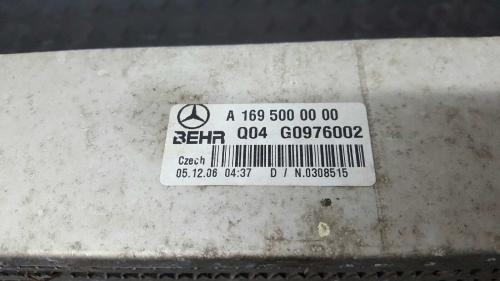 A 169 500 00 00
BEHR Q04 G0976002
Czech
05.12.06 04:37 D / N.0308515